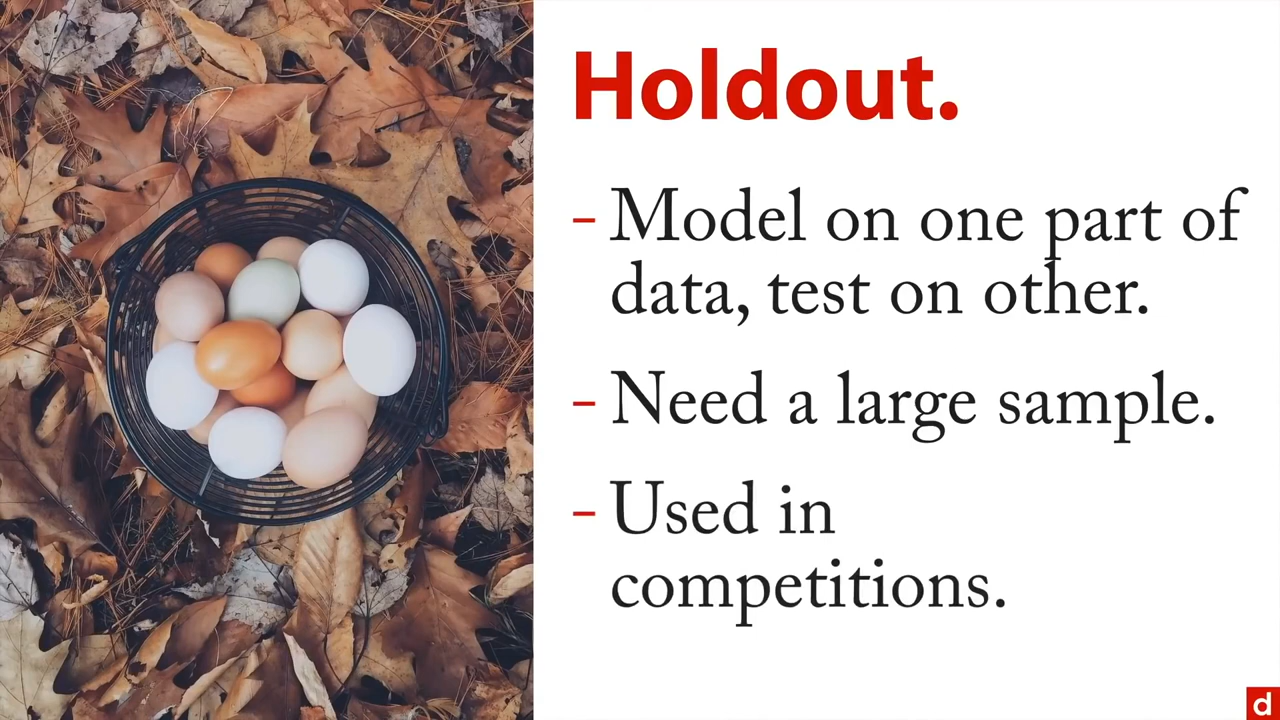 Holdout.
- Model on one part of
data, test on other.
- Need a large sample.
- Used in
competitions.
d